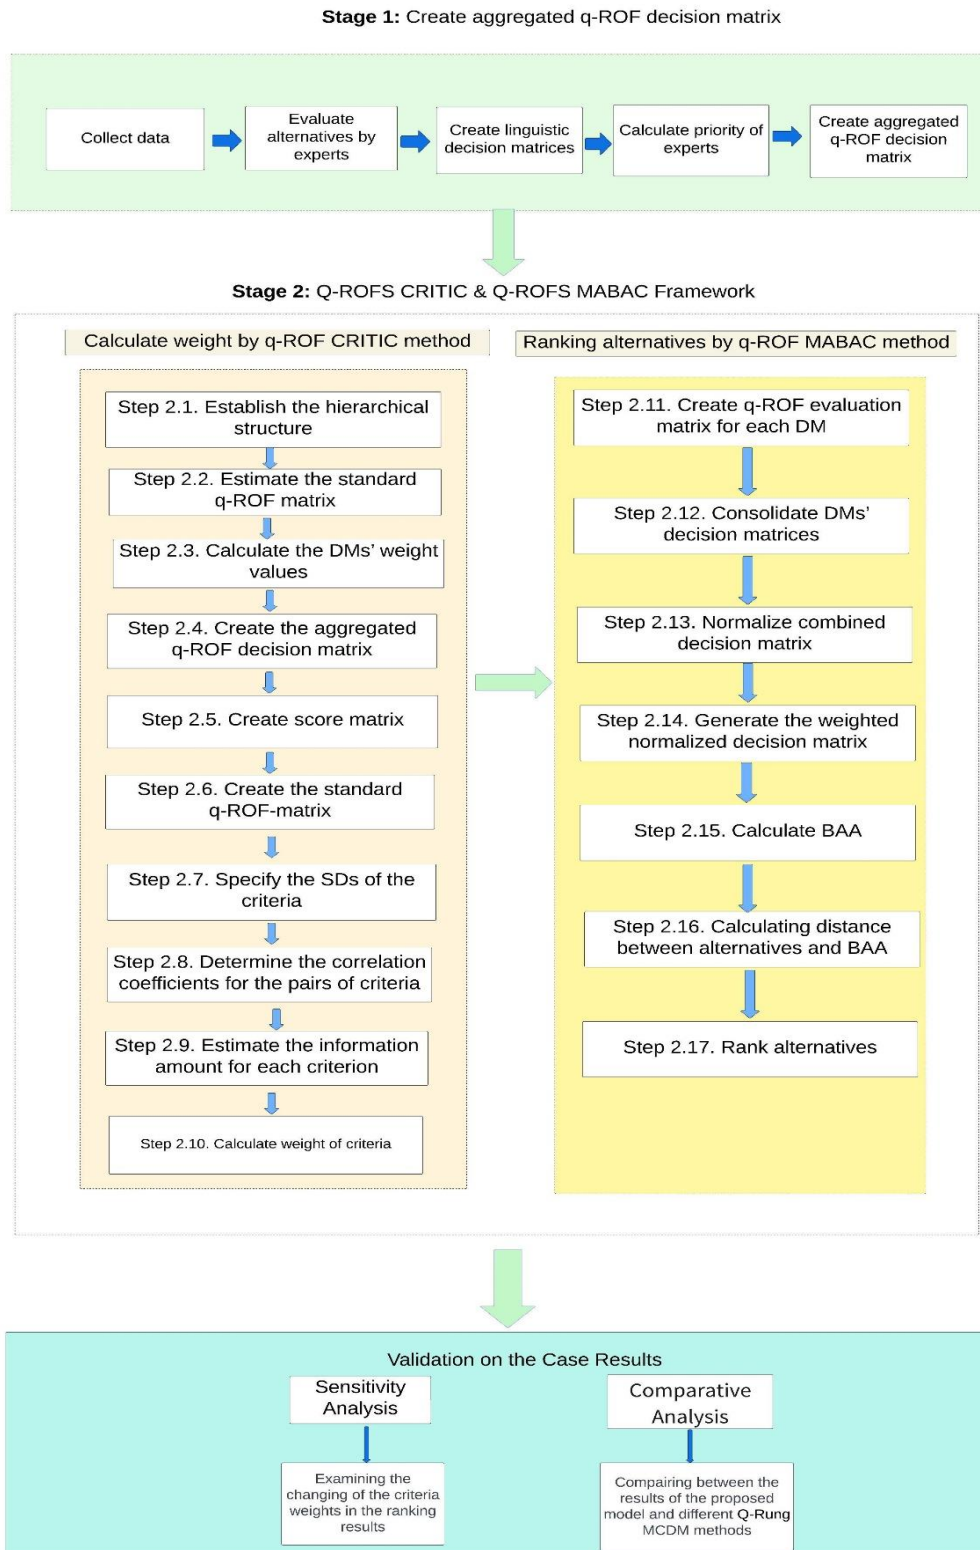 Stage 1: Create aggregated q-ROF decision matrix
Collect data
Evaluate
alternatives by
experts
Create linguistic
decision matrices
Calculate priority of
experts
Create aggregated
q-ROF decision
matrix
Stage 2: Q-ROFS CRITIC & Q-ROFS MABAC Framework
Calculate weight by q-ROF CRITIC method
Step 2.1. Establish the hierarchical
structure
Step 2.2. Estimate the standard
q-ROF matrix
Step 2.3. Calculate the DMs' weight
values
Step 2.4. Create the aggregated
q-ROF decision matrix
Step 2.5. Create score matrix
Step 2.6. Create the standard
q-ROF-matrix
Step 2.7. Specify the SDs of the
criteria
Step 2.8. Determine the correlation
coefficients for the pairs of criteria
Step 2.9. Estimate the information
amount for each criterion
Step 2.10. Calculate weight of criteria
Ranking alternatives by q-ROF MABAC method
Step 2.11. Create q-ROF evaluation
matrix for each DM
Step 2.12. Consolidate DMs'
decision matrices
Step 2.13. Normalize combined
decision matrix
Step 2.14. Generate the weighted
normalized decision matrix
Step 2.15. Calculate BAA
Step 2.16. Calculating distance
between alternatives and BAA
Step 2.17. Rank alternatives
Validation on the Case Results
Sensitivity
Analysis
Examining the
changing of the criteria
weights in the ranking
results
Comparative
Analysis
Compairing between the
results of the proposed
model and different Q-Rung
MCDM methods